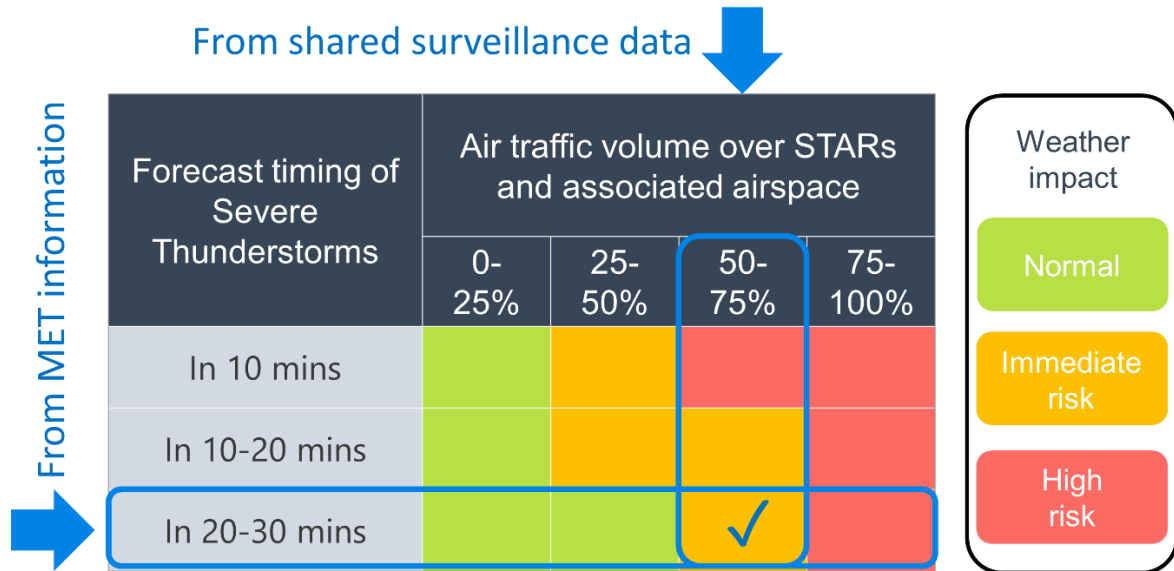 From shared surveillance data
From MET information
Forecast timing of
Severe
Thunderstorms
Air traffic volume over STARs
and associated airspace
0-
25%
25-
50%
50-
75%
75-
100%
In 10 mins
In 10-20 mins
In 20-30 mins
✓
Weather
impact
Normal
Immediate
risk
High
risk